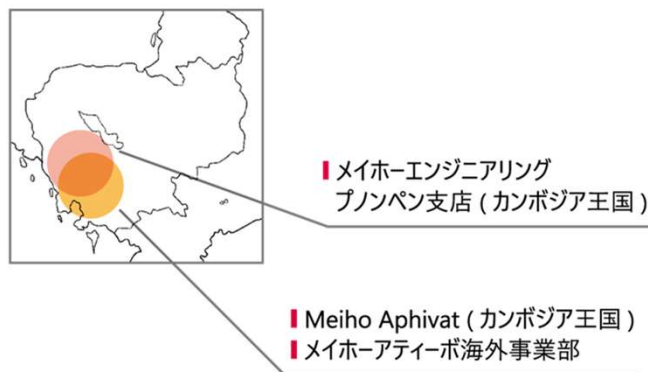 メイホーエンジニアリング
プノンペン支店 ( カンボジア王国 )
Meiho Aphivat ( カンボジア王国 )
メイホーアティーボ海外事業部